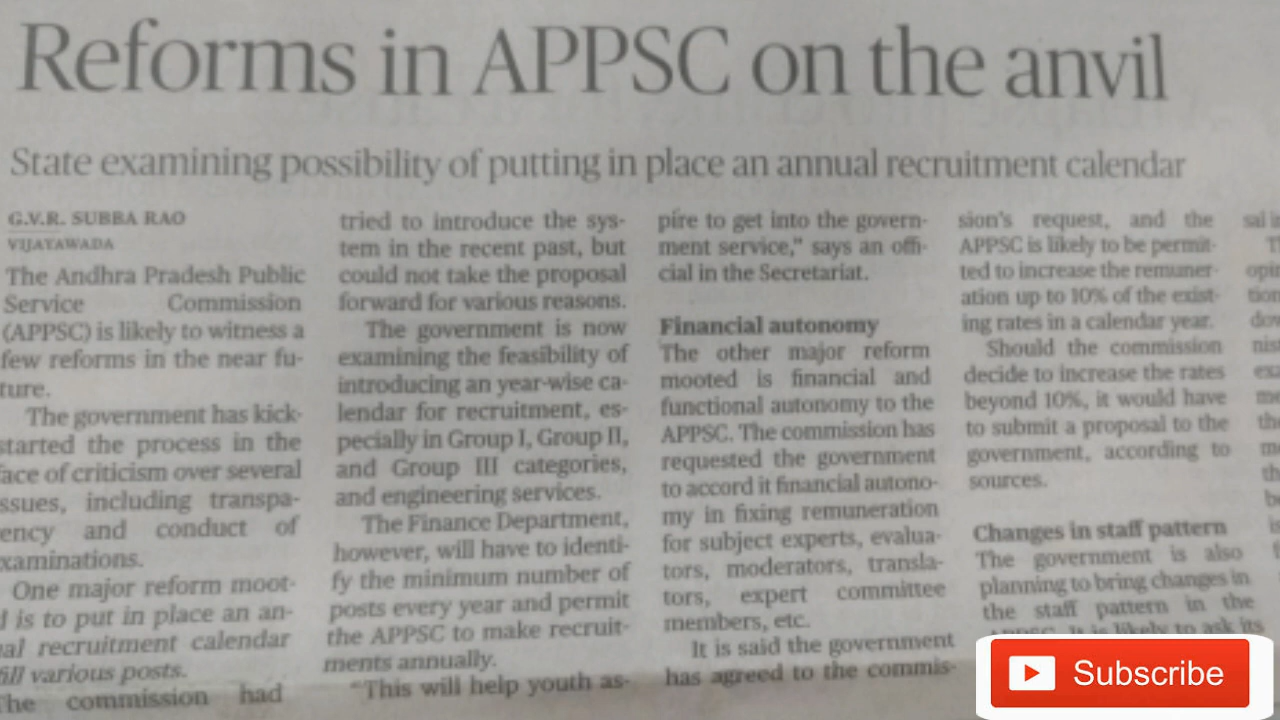 Reforms in APPSC on the anvil
State examining possibility of putting in place an annual recruitment calendar
G.V.R. SUBBA RAO
VIJAYAWADA
The Andhra Pradesh Public
Service Commission
(APPSC) is likely to witness a
few reforms in the near fu-
ture.
The government has kick-
started the process in the
face of criticism over several
ssues, including transpa-
ency and conduct of
xaminations.
One major reform moot-
d is to put in place an an-
al recruitment calendar
fill various posts.
The commission had
tried to introduce the sys-
tem in the recent past, but
could not take the proposal
forward for various reasons.
The government is now
examining the feasibility of
introducing an year-wise ca-
lendar for recruitment, es-
pecially in Group I, Group II,
and Group III categories,
and engineering services.
The Finance Department,
however, will have to identi-
fy the minimum number of
posts every year and permit
the APPSC to make recruit-
ments annually.
"This will help youth as-
pire to get into the govern-
ment service," says an offi-
cial in the Secretariat.
Financial autonomy
The other major reform
mooted is financial and
functional autonomy to the
APPSC. The commission has
requested the government
to accord it financial autono-
my in fixing remuneration
for subject experts, evalua-
tors, moderators, transla-
tors, expert committee
members, etc.
It is said the government
has agreed to the commis-
sion's request, and the
APPSC is likely to be permit-
ted to increase the remuner-
ation up to 10% of the exist-
ing rates in a calendar year.
Should the commission
decide to increase the rates
beyond 10%, it would have
to submit a proposal to the
government, according to
sources.
Changes in staff pattern
The government is also
planning to bring changes in
the staff pattern in the
APPSC. It is likely to ask its
Subscribe